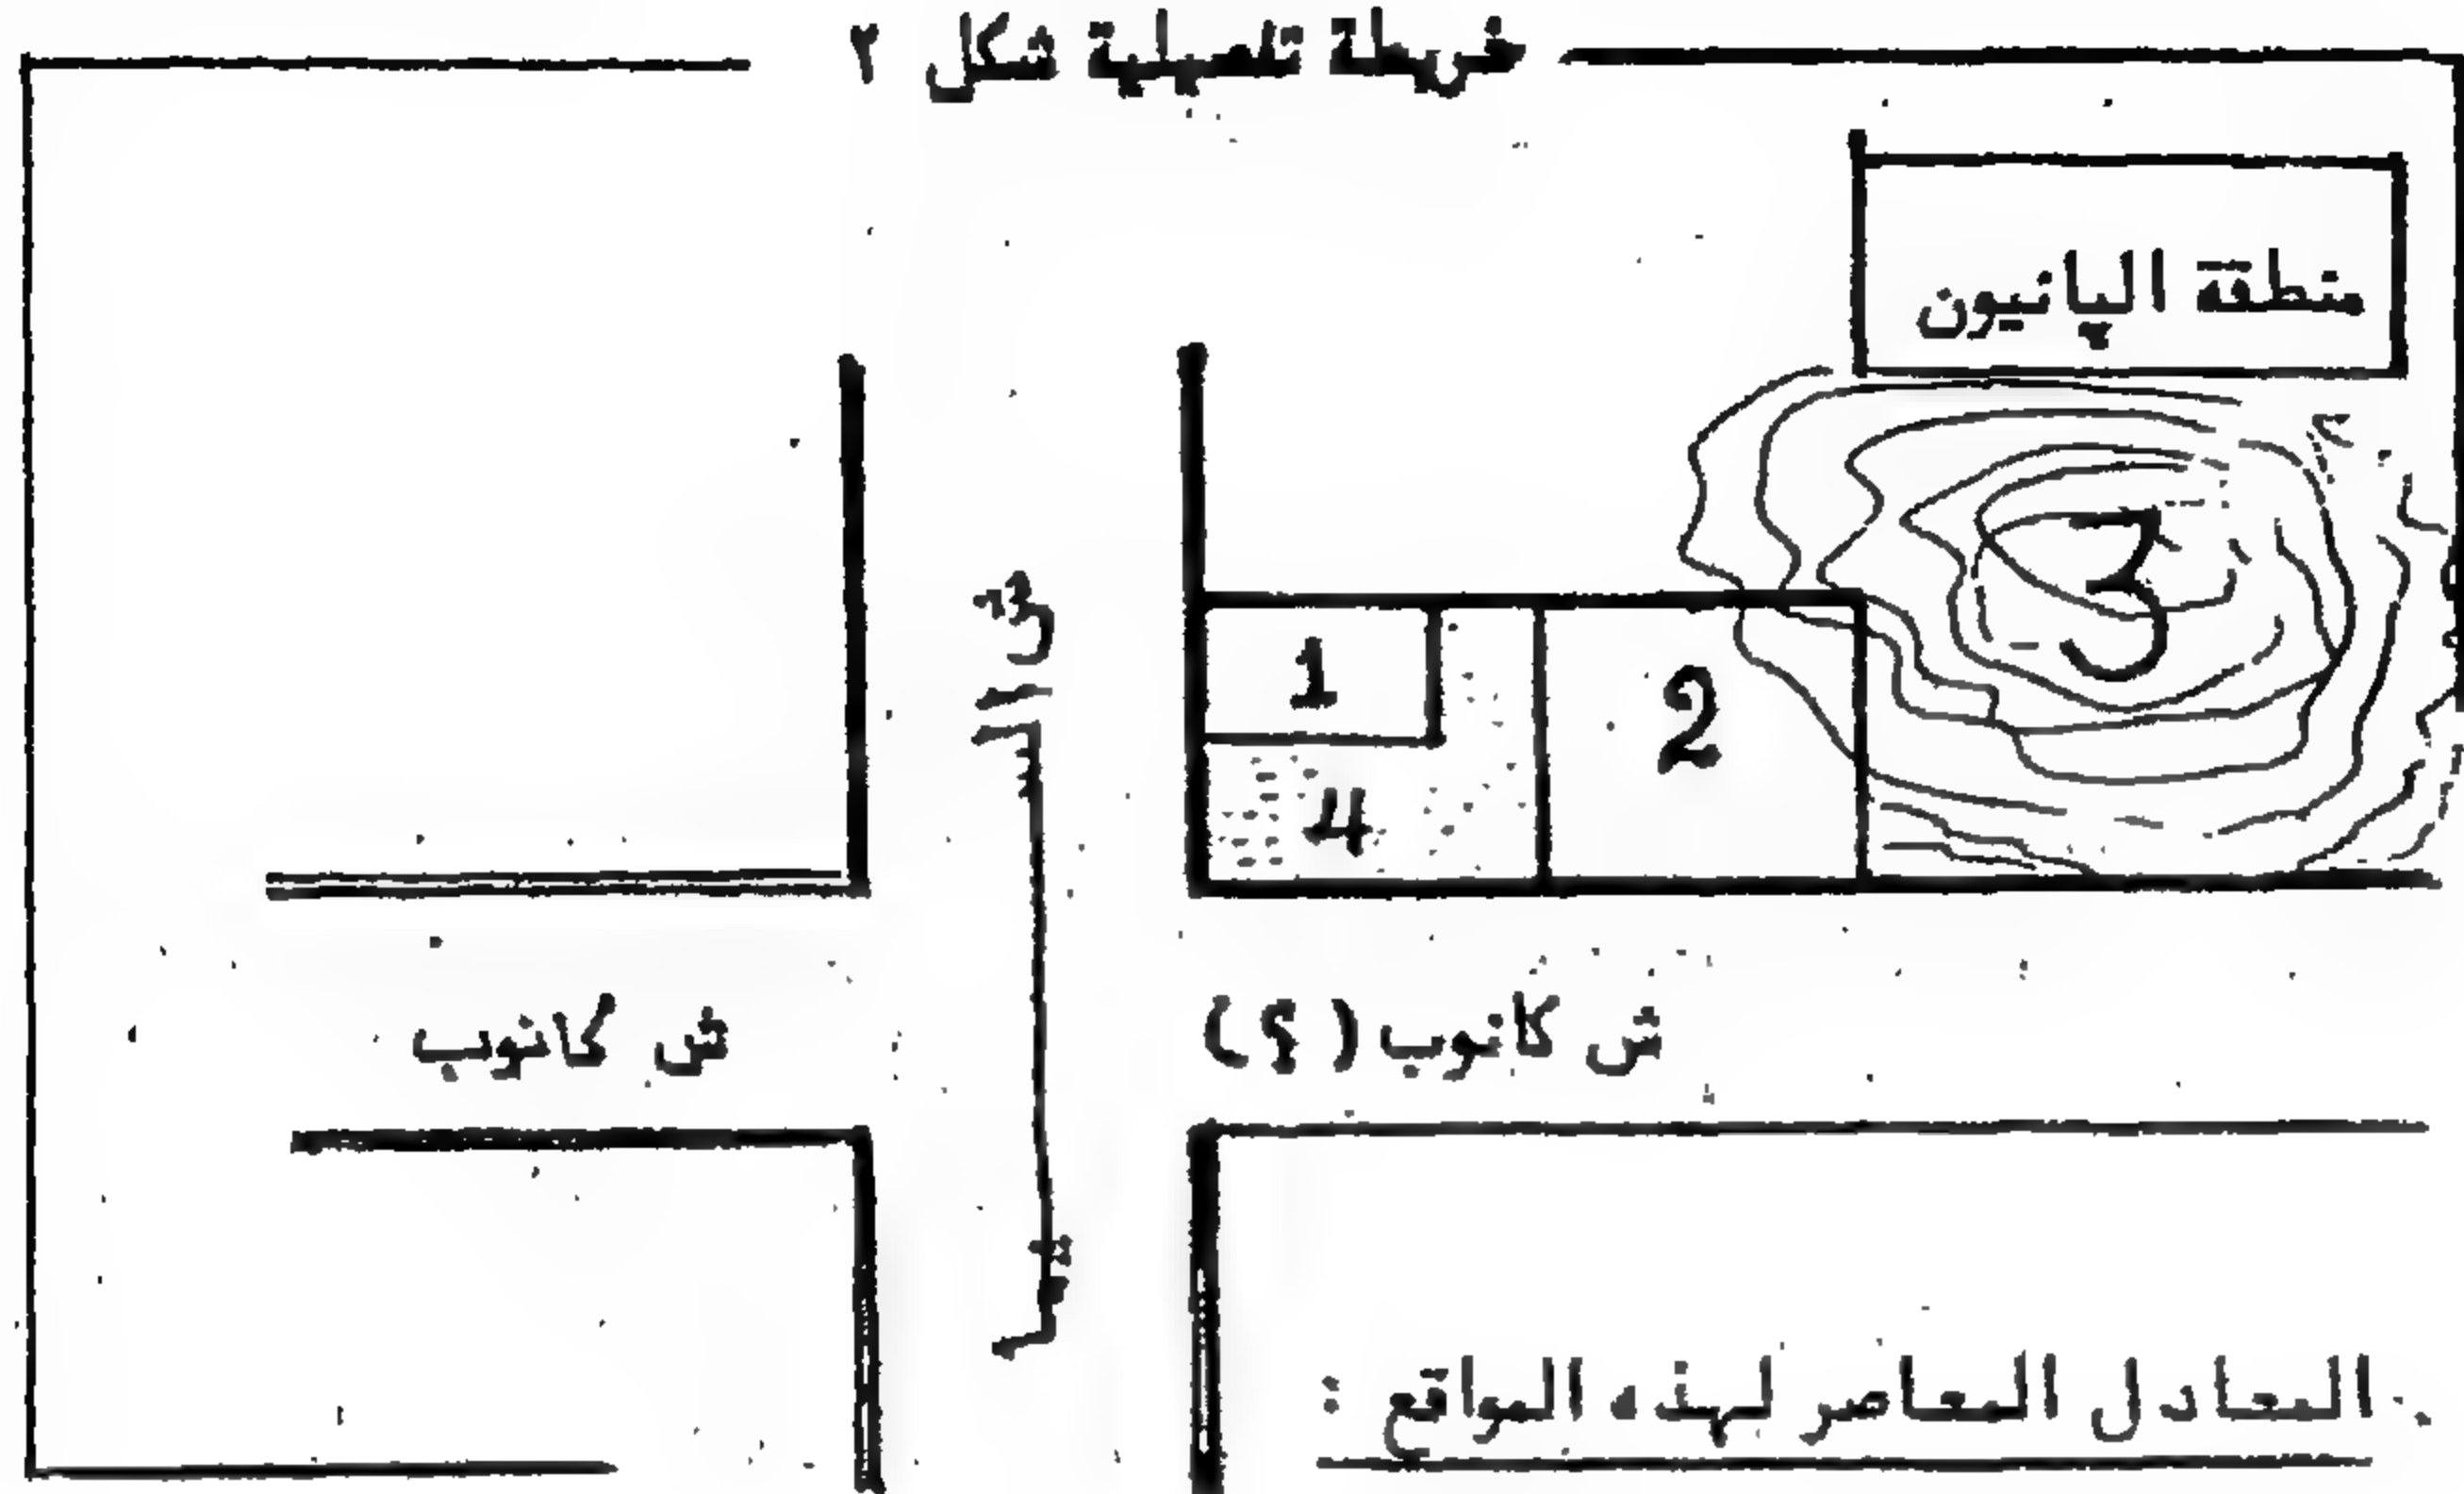 خريطة تفصيلية شكل ٢
منطقة الپانيون
3
1
2
4
ش كانوب (؟)
ش كانوب
المعادل المعاصر لهذه المواقع :